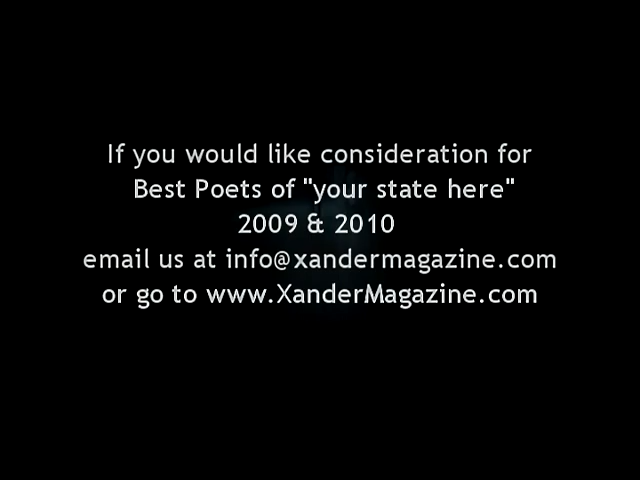 If you would like consideration for
Best Poets of "your state here"
2009 & 2010
email us at info@xandermagazine.com
or go to www.XanderMagazine.com